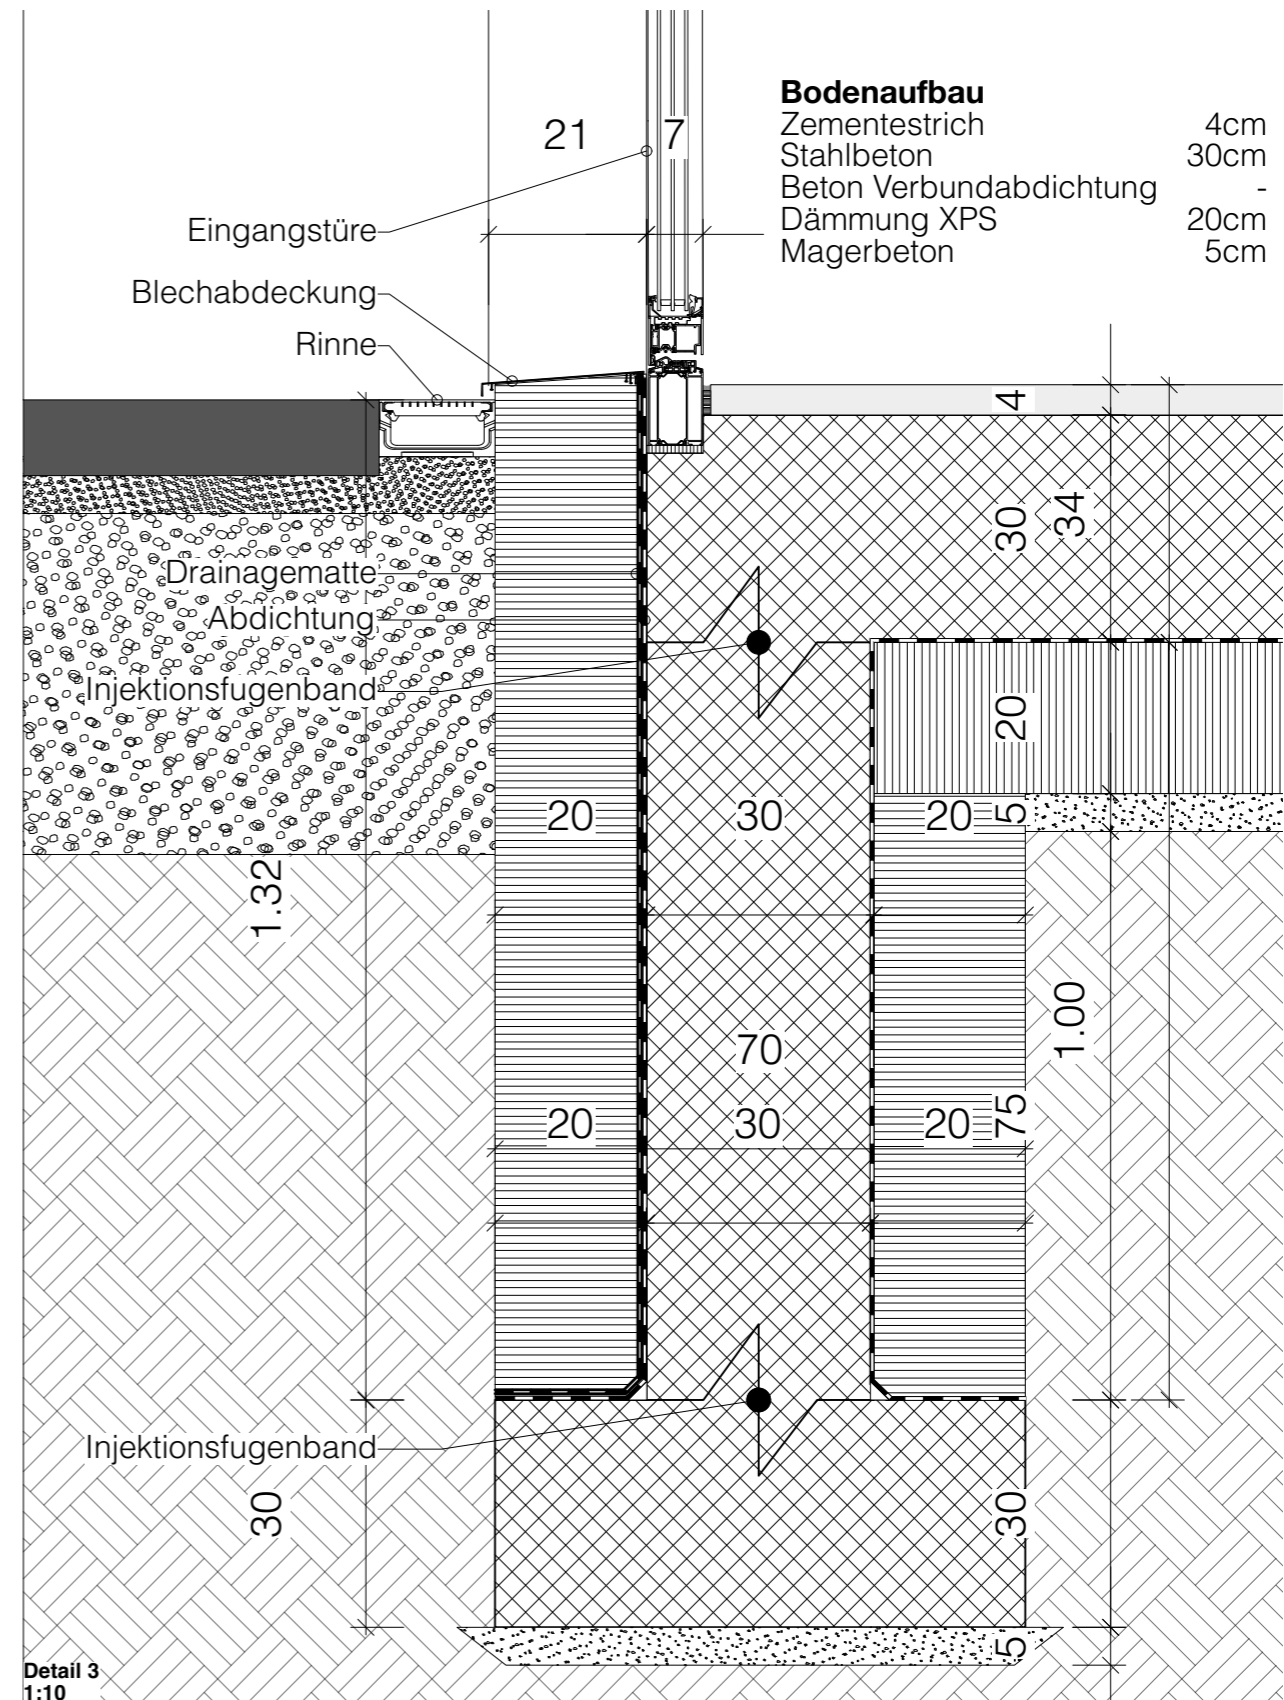 Bodenaufbau
Zementestrich 4cm
Stahlbeton 30cm
Beton Verbundabdichtung -
Dämmung XPS 20cm
Magerbeton 5cm
21 7
Eingangstüre
Blechabdeckung
Rinne
4
30 34
Drainagematte
Abdichtung
Injektionsfugenband
20
20 30 20 5
1.32
1.00
70
20 30 20 75
Injektionsfugenband
30 30
5
Detail 3
1:10